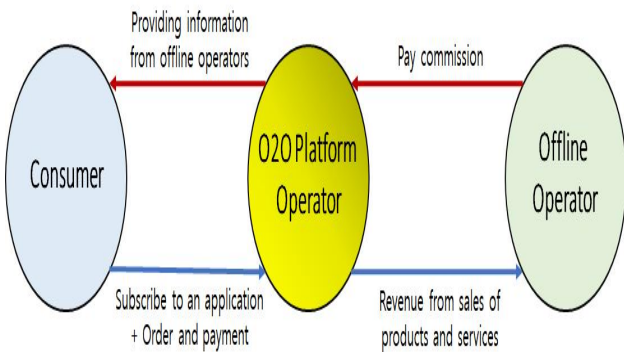 Providing information
from offline operators
Pay commission
Consumer
O2O Platform
Operator
Offline
Operator
Subscribe to an application
+ Order and payment
Revenue from sales of
products and services